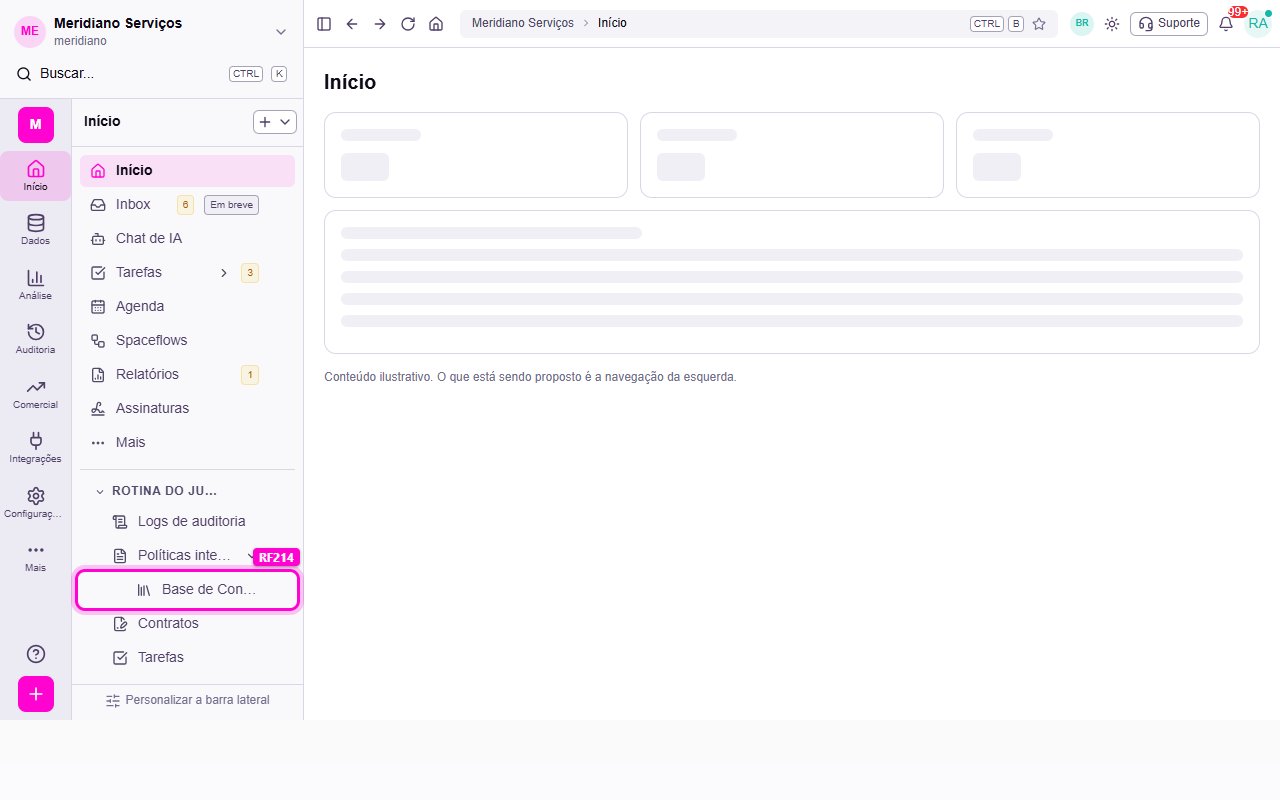 ME
Meridiano Serviços
meridiano
Buscar...
CTRL K
M
Início
Dados
Análise
Auditoria
Comercial
Integrações
Configuraç...
Mais
Início
Início
Inbox 6 Em breve
Chat de IA
Tarefas 3
Agenda
Spaceflows
Relatórios 1
Assinaturas
Mais
ROTINA DO JU...
Logs de auditoria
Políticas inte...
RF214
Base de Con...
Contratos
Tarefas
Personalizar a barra lateral
Meridiano Serviços Início CTRL B
BR
Suporte
99+
RA
Início
Conteúdo ilustrativo. O que está sendo proposto é a navegação da esquerda.